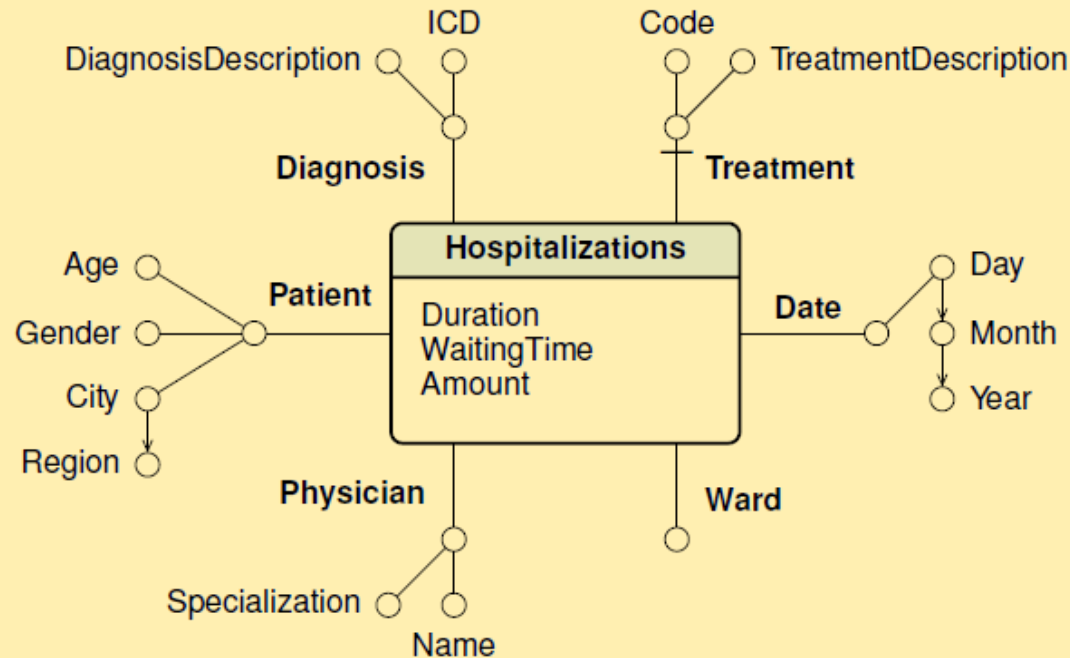 ICD
Code
DiagnosisDescription
TreatmentDescription
Diagnosis
Treatment
Hospitalizations
Age
Day
Patient
Date
Duration
Gender
WaitingTime
Month
Amount
City
Year
Region
Physician
Ward
Specialization
Name